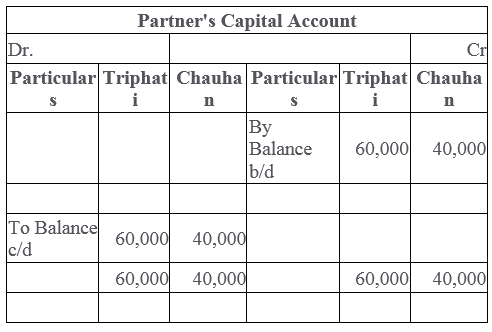 Partner's Capital Account
Dr. Cr
Particular Triphat Chauha Particular Triphat Chauha
s i n s i n
By
Balance 60,000 40,000
b/d
To Balance 60,000 40,000
c/d
60,000 40,000 60,000 40,000